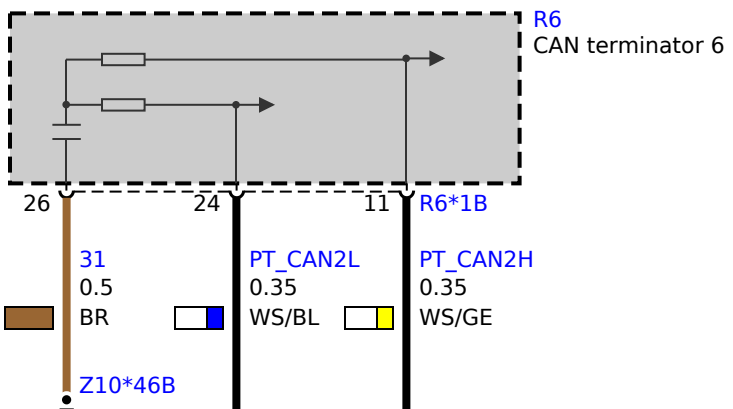 R6
CAN terminator 6
26
24
11
R6*1B
31
0.5
BR
PT_CAN2L
0.35
WS/BL
PT_CAN2H
0.35
WS/GE
Z10*46B